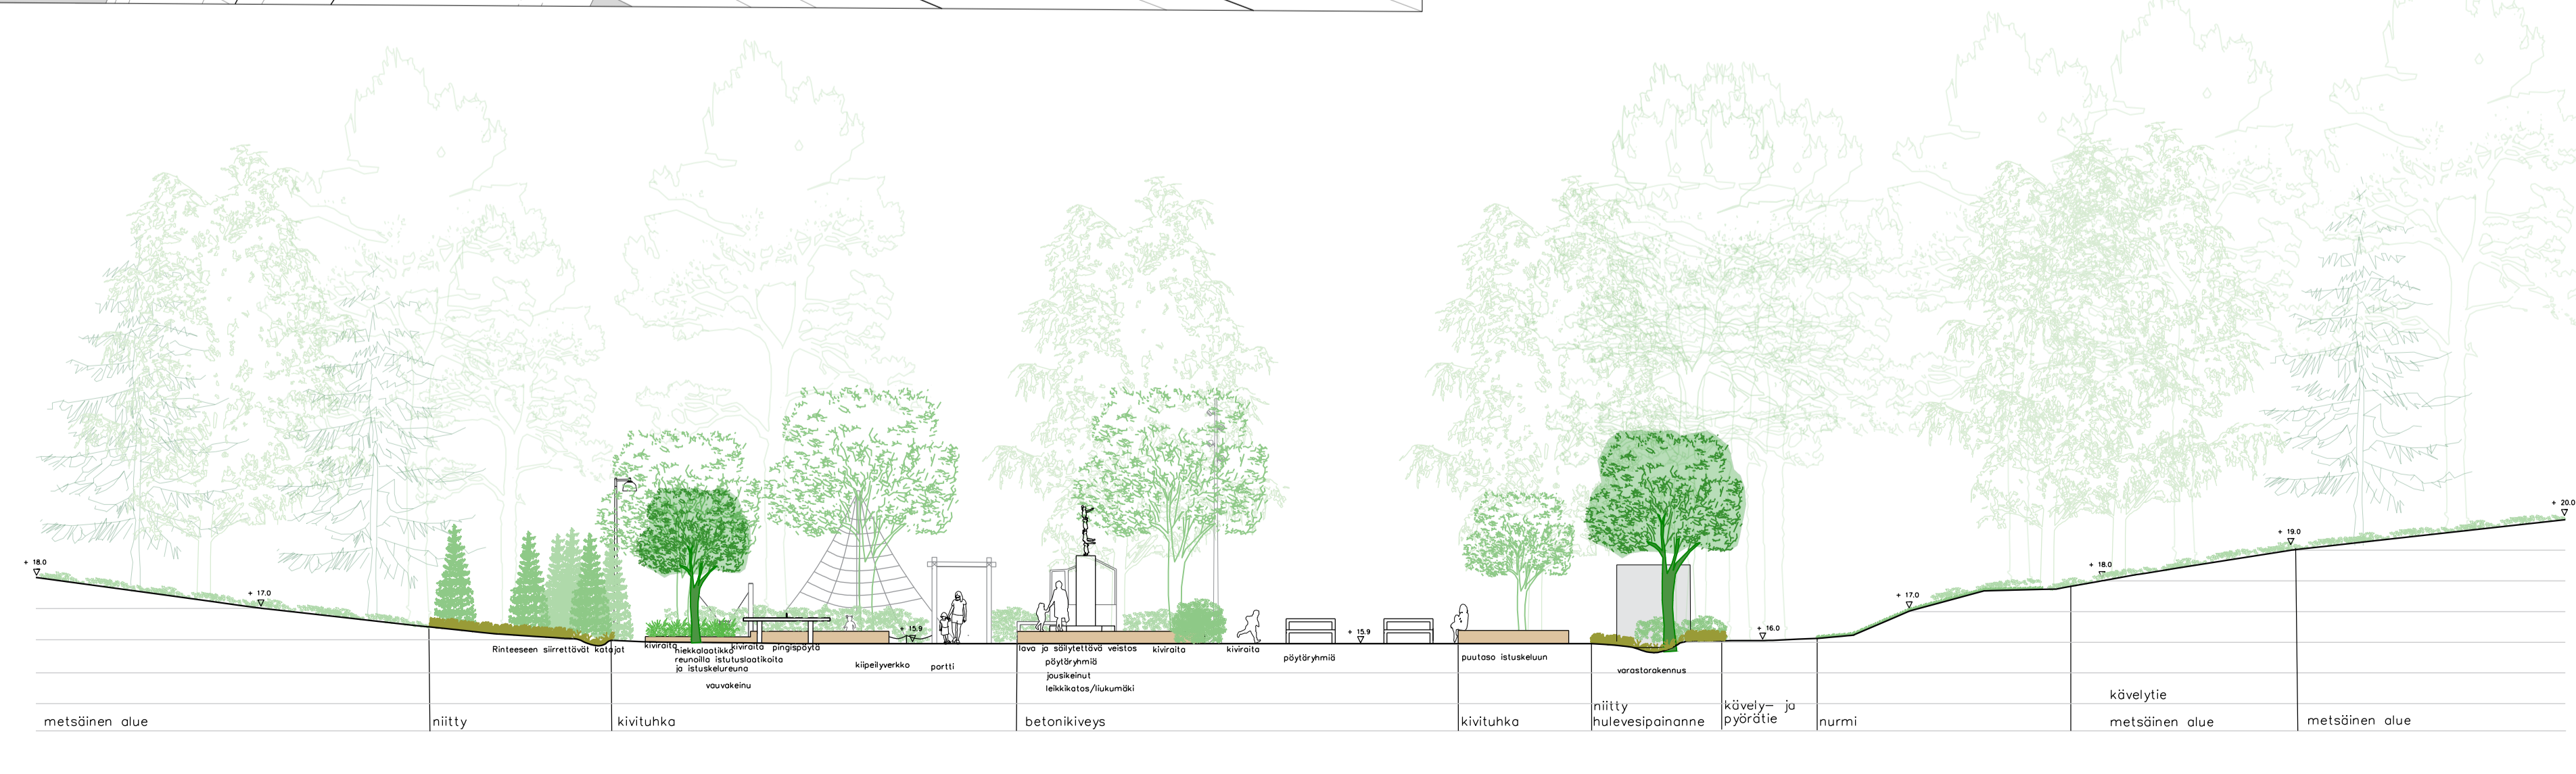 + 18.0
+ 17.0
+ 15.9
+ 15.9
+ 16.0
+ 17.0
+ 18.0
+ 19.0
+ 20.0
Rinteeseen siirrettävät katajat
kiviraita
hiekkalaatikko
reunoilla istutuslaatikoita
ja istuskelureuna
vauvakeinu
kiviraita
pingispöytä
kiipeilyverkko
portti
lava ja säilytettävä veistos
pöytäryhmiä
jousikeinut
leikkikatos/liukumäki
kiviraita
kiviraita
pöytäryhmiä
puutaso istuskeluun
varastorakennus
metsäinen alue
niitty
kivituhka
betonikiveys
kivituhka
niitty
hulevesipainanne
kävely- ja
pyörätie
nurmi
kävelytie
metsäinen alue
metsäinen alue